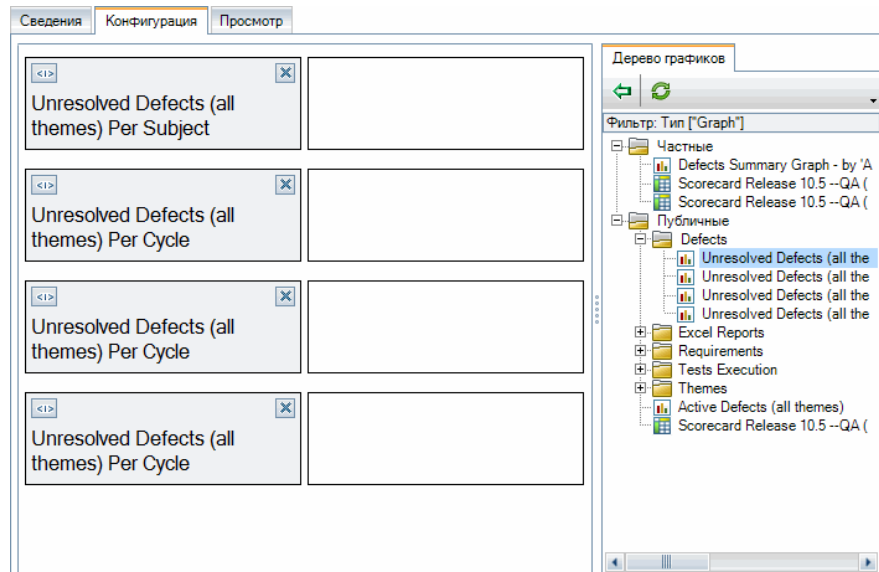 Сведения
Конфигурация
Просмотр
Unresolved Defects (all
themes) Per Subject
Unresolved Defects (all
themes) Per Cycle
Unresolved Defects (all
themes) Per Cycle
Unresolved Defects (all
themes) Per Cycle
Дерево графиков
Фильтр: Тип ["Graph"]
Частные
Defects Summary Graph - by 'A
Scorecard Release 10.5 --QA (
Scorecard Release 10.5 --QA (
Публичные
Defects
Unresolved Defects (all the
Unresolved Defects (all the
Unresolved Defects (all the
Unresolved Defects (all the
Excel Reports
Requirements
Tests Execution
Themes
Active Defects (all themes)
Scorecard Release 10.5 --QA (